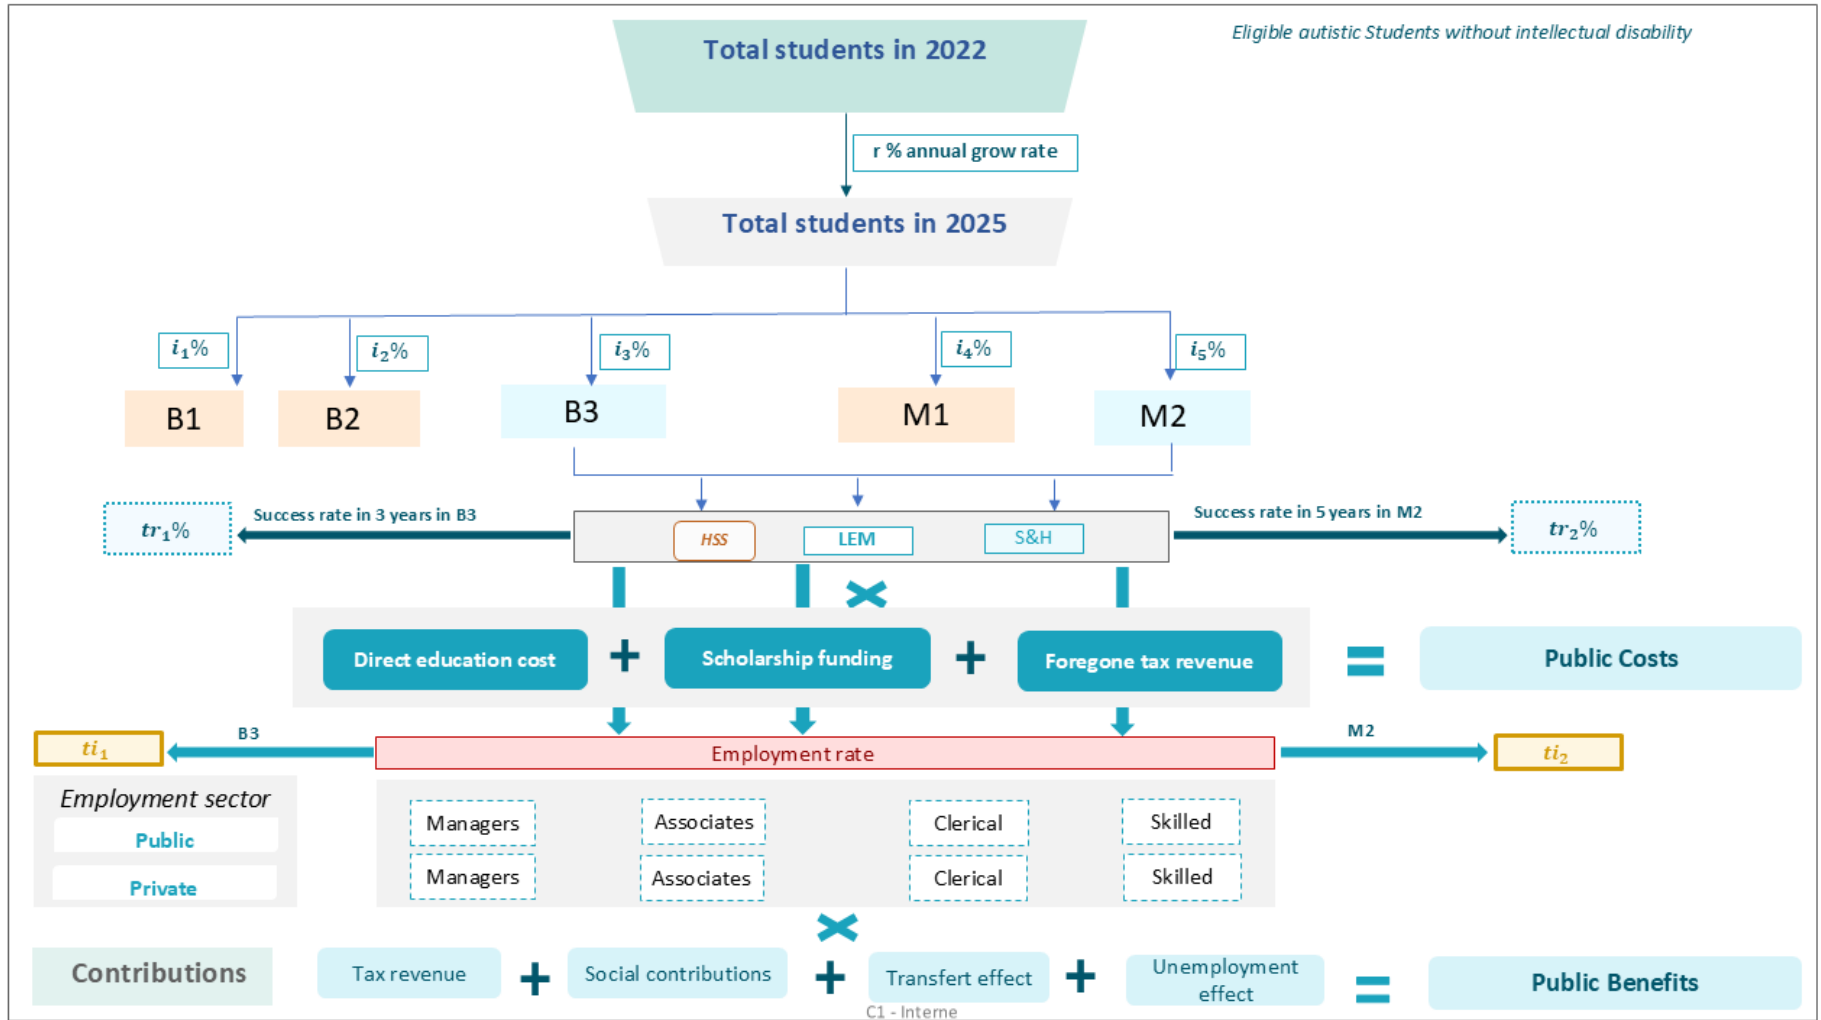 Eligible autistic Students without intellectual disability
Total students in 2022
r % annual grow rate
Total students in 2025
i₁%
i₂%
i₃%
i₄%
i₅%
B1
B2
B3
M1
M2
tr₁%
Success rate in 3 years in B3
HSS
LEM
S&H
Success rate in 5 years in M2
tr₂%
Direct education cost
+
Scholarship funding
+
Foregone tax revenue
=
Public Costs
ti₁
B3
Employment rate
M2
ti₂
Employment sector
Public
Private
Managers
Associates
Clerical
Skilled
Managers
Associates
Clerical
Skilled
Contributions
Tax revenue
+
Social contributions
+
Transfert effect
+
Unemployment
effect
=
Public Benefits
C1 - Interne